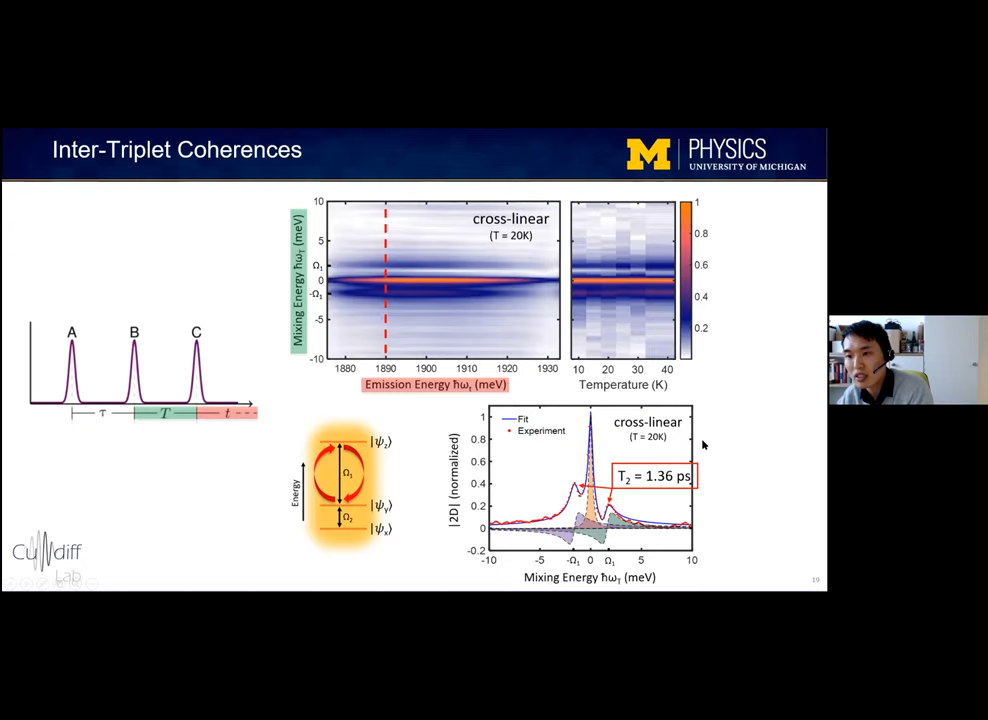 Inter-Triplet Coherences
M PHYSICS
UNIVERSITY OF MICHIGAN
A B C
τ T t
Mixing Energy ħω_T (meV)
10
5
Ω₁
0
-Ω₁
-5
-10
cross-linear
(T = 20K)
1880 1890 1900 1910 1920 1930
Emission Energy ħω_t (meV)
10 20 30 40
Temperature (K)
1
0.8
0.6
0.4
0.2
Energy
|ψ_z⟩
Ω₁
|ψ_y⟩
Ω₂
|ψ_x⟩
|2D| (normalized)
1
0.8
0.6
0.4
0.2
0
-0.2
Fit
Experiment
cross-linear
(T = 20K)
T₂ = 1.36 ps
-10 -5 -Ω₁ 0 Ω₁ 5 10
Mixing Energy ħω_T (meV)
Cundiff
Lab
19